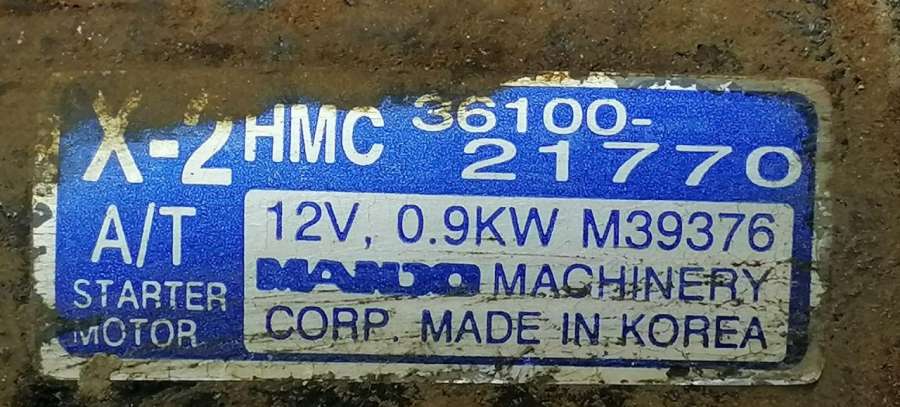 X-2 HMC 36100-
21770
A/T
STARTER
MOTOR
12V, 0.9KW M39376
MANDO MACHINERY
CORP. MADE IN KOREA